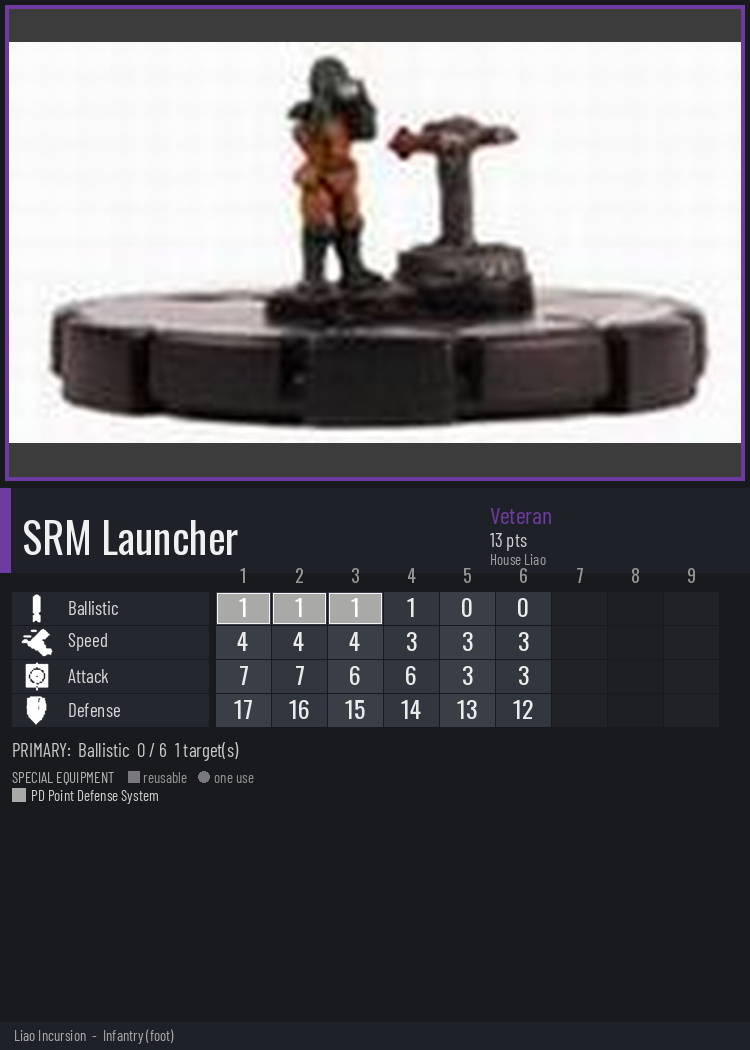 SRM Launcher
Veteran
13 pts
House Liao
1 2 3 4 5 6 7 8 9
Ballistic 1 1 1 1 0 0
Speed 4 4 4 3 3 3
Attack 7 7 6 6 3 3
Defense 17 16 15 14 13 12
PRIMARY: Ballistic 0 / 6 1 target(s)
SPECIAL EQUIPMENT reusable one use
PD Point Defense System
Liao Incursion - Infantry (foot)